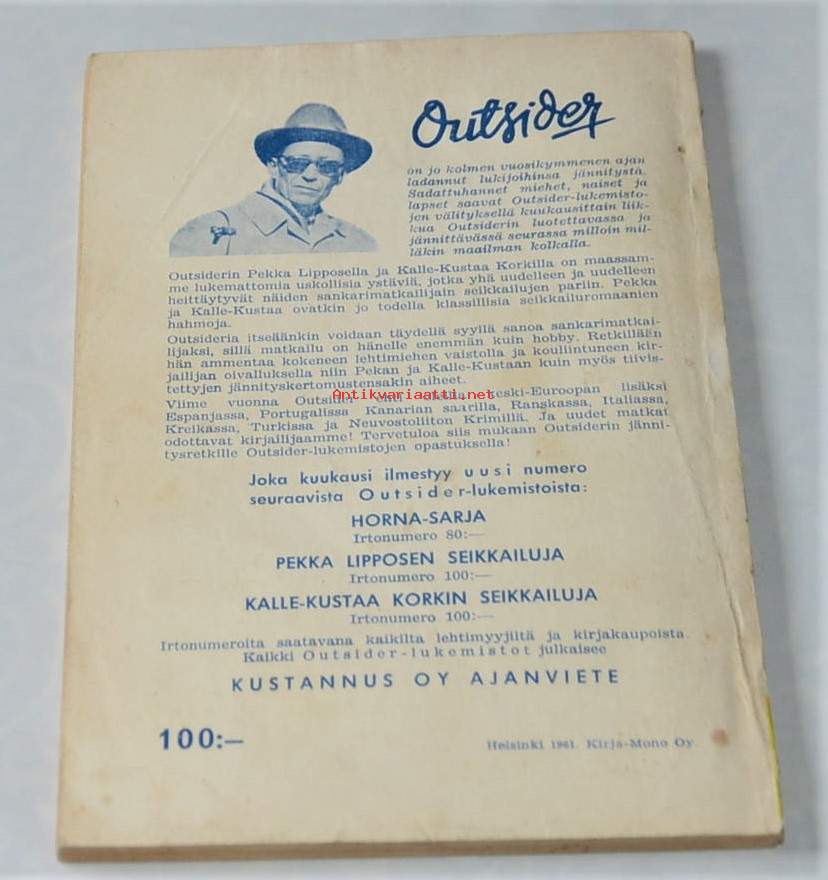 Outsider
on jo kolmen vuosikymmenen ajan
ladannut lukijoihinsa jännitystä.
Sadattuhannet miehet, naiset ja
lapset saavat Outsider-lukemisto-
jen välityksellä kuukausittain liik-
kua Outsiderin luotettavassa ja
jännittävässä seurassa milloin mil-
läkin maailman kolkalla.
Outsiderin Pekka Lipposella ja Kalle-Kustaa Korkilla on maassam-
me lukemattomia uskollisia ystäviä, jotka yhä uudelleen ja uudelleen
heittäytyvät näiden sankarimatkailijain seikkailujen pariin. Pekka
ja Kalle-Kustaa ovatkin jo todella klassillisia seikkailuromaanien
hahmoja.
Outsideria itseäänkin voidaan täydellä syyllä sanoa sankarimatkai-
lijaksi, sillä matkailu on hänelle enemmän kuin hobby. Retkillään
hän ammentaa kokeneen lehtimiehen vaistolla ja kouliintuneen kir-
jailijan oivalluksella niin Pekan ja Kalle-Kustaan kuin myös tiivis-
tettyjen jännityskertomustensakin aiheet.
Antikvariaatti.net
Viime vuonna Outsider Keski-Euroopan lisäksi
Espanjassa, Portugalissa Kanarian saarilla, Ranskassa, Italiassa,
Kreikassa, Turkissa ja Neuvostoliiton Krimillä. Ja uudet matkat
odottavat kirjailijaamme! Tervetuloa siis mukaan Outsiderin jänni-
tysretkille Outsider-lukemistojen opastuksella!
Joka kuukausi ilmestyy uusi numero
seuraavista Outsider-lukemistoista:
HORNA-SARJA
Irtonumero 80:—
PEKKA LIPPOSEN SEIKKAILUJA
Irtonumero 100:—
KALLE-KUSTAA KORKIN SEIKKAILUJA
Irtonumero 100:—
Irtonumeroita saatavana kaikilta lehtimyyjiltä ja kirjakaupoista.
Kaikki Outsider-lukemistot julkaisee
KUSTANNUS OY AJANVIETE
100:—
Helsinki 1961. Kirja-Mono Oy